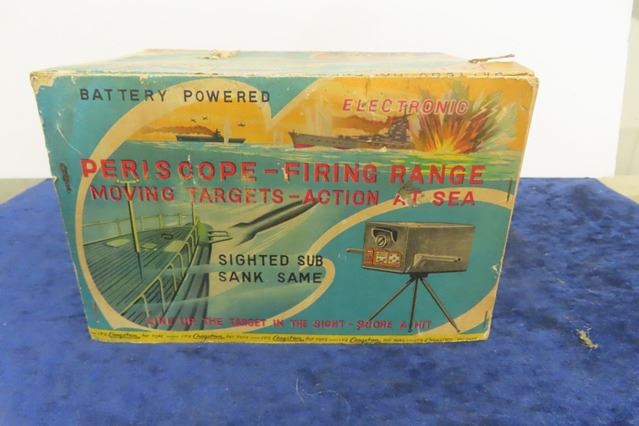 BATTERY POWERED
ELECTRONIC
PERISCOPE-FIRING RANGE
MOVING TARGETS-ACTION AT SEA
SIGHTED SUB
SANK SAME
LINE UP THE TARGET IN THE SIGHT-SCORE A HIT
Cragstan